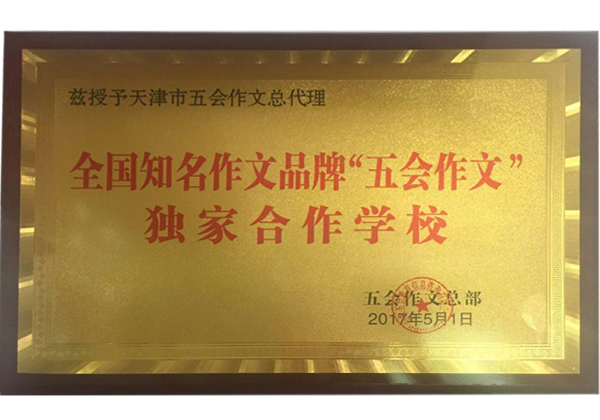 兹授予天津市五会作文总代理
全国知名作文品牌“五会作文”
独家合作学校
五会作文总部
2017年5月1日